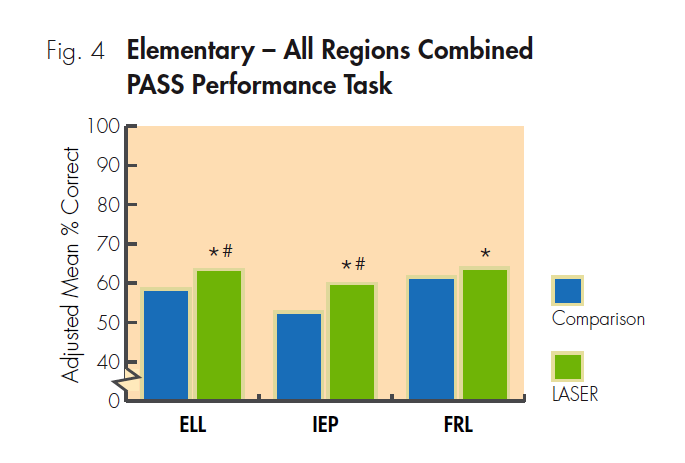 Fig. 4 Elementary – All Regions Combined
PASS Performance Task
Adjusted Mean % Correct
100
90
80
70
60
50
40
0
*#
*#
*
ELL IEP FRL
Comparison
LASER